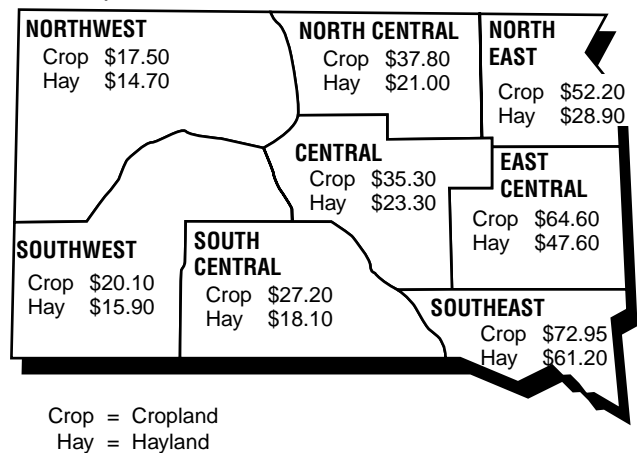 NORTHWEST
Crop $17.50
Hay $14.70
NORTH CENTRAL
Crop $37.80
Hay $21.00
NORTH
EAST
Crop $52.20
Hay $28.90
CENTRAL
Crop $35.30
Hay $23.30
EAST
CENTRAL
Crop $64.60
Hay $47.60
SOUTHWEST
Crop $20.10
Hay $15.90
SOUTH
CENTRAL
Crop $27.20
Hay $18.10
SOUTHEAST
Crop $72.95
Hay $61.20
Crop = Cropland
Hay = Hayland